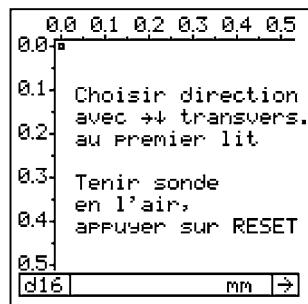 0.0 0.1 0.2 0.3 0.4 0.5
0.0
0.1
Choisir direction
avec →↓ transvers.
0.2
au premier lit
0.3
Tenir sonde
en l'air,
0.4
appuyer sur RESET
0.5
d16 mm →